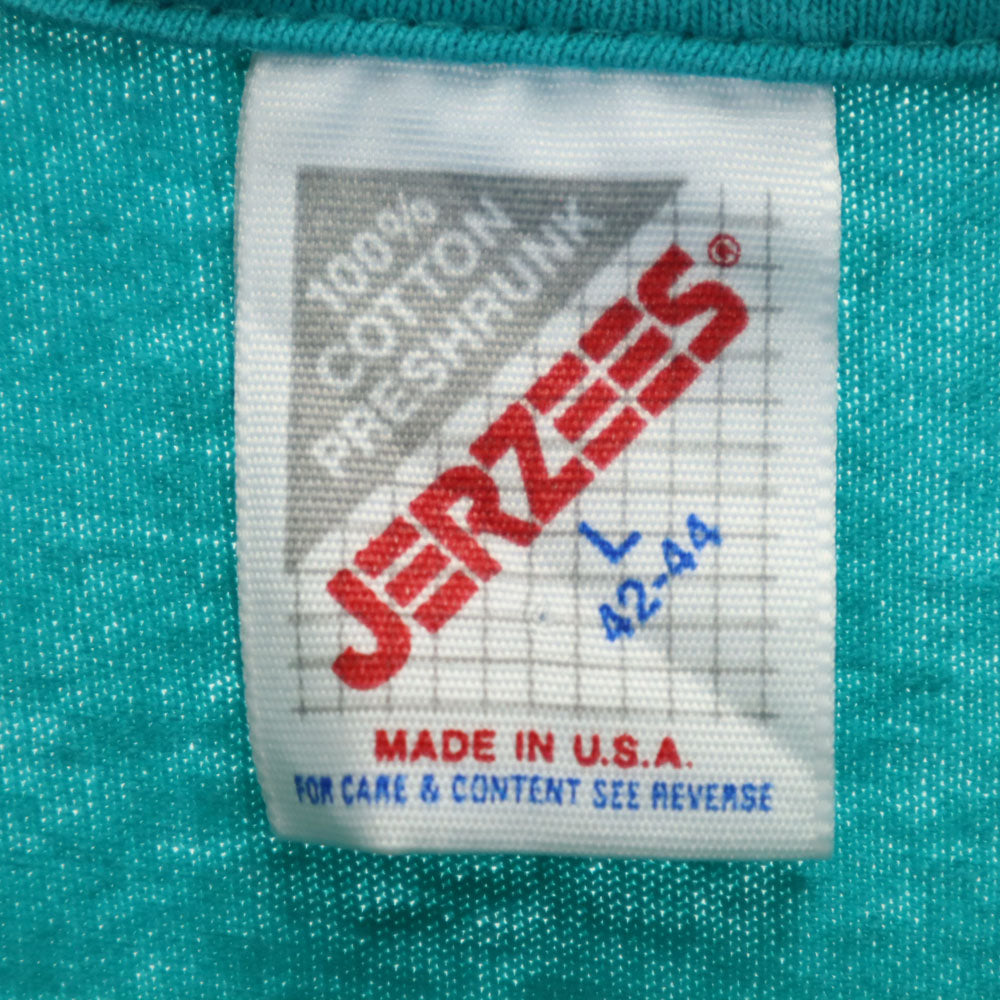 100%
COTTON
PRESHRUNK
JERZEES®
L
42-44
MADE IN U.S.A.
FOR CARE & CONTENT SEE REVERSE